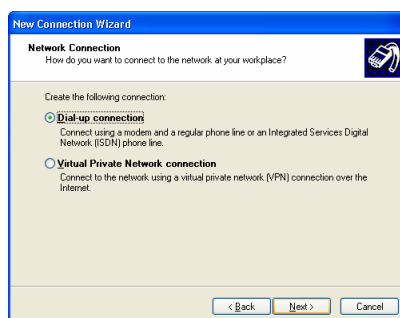 New Connection Wizard
Network Connection
How do you want to connect to the network at your workplace?
Create the following connection:
Dial-up connection
Connect using a modem and a regular phone line or an Integrated Services Digital
Network (ISDN) phone line.
Virtual Private Network connection
Connect to the network using a virtual private network (VPN) connection over the
Internet.
< Back
Next >
Cancel